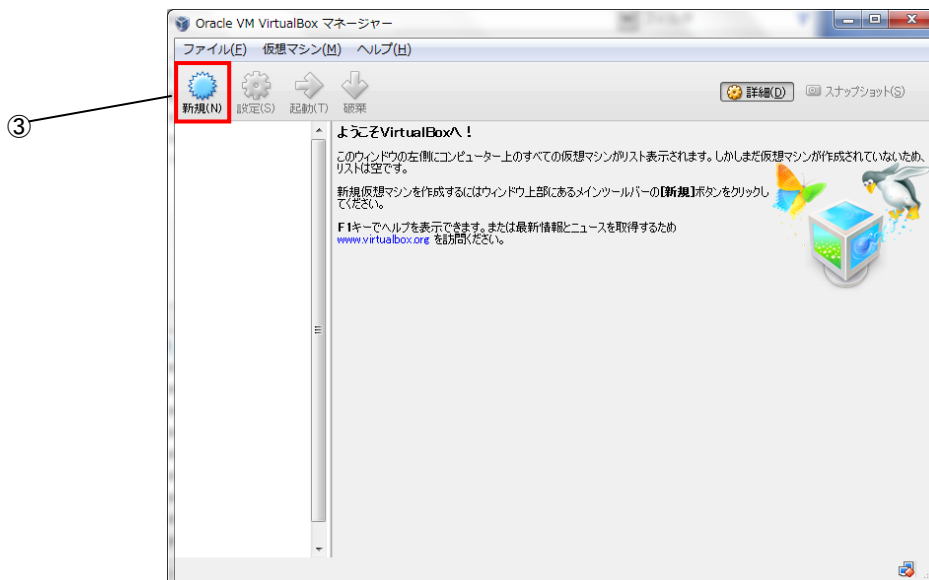 Oracle VM VirtualBox マネージャー
ファイル(F) 仮想マシン(M) ヘルプ(H)
新規(N) 設定(S) 起動(T) 破棄
詳細(D) スナップショット(S)
③
ようこそVirtualBoxへ！
このウィンドウの左側にコンピューター上のすべての仮想マシンがリスト表示されます。しかしまだ仮想マシンが作成されていないため、
リストは空です。
新規仮想マシンを作成するにはウィンドウ上部にあるメインツールバーの[新規]ボタンをクリックし
てください。
F1キーでヘルプを表示できます。または最新情報とニュースを取得するため
www.virtualbox.org を訪問ください。